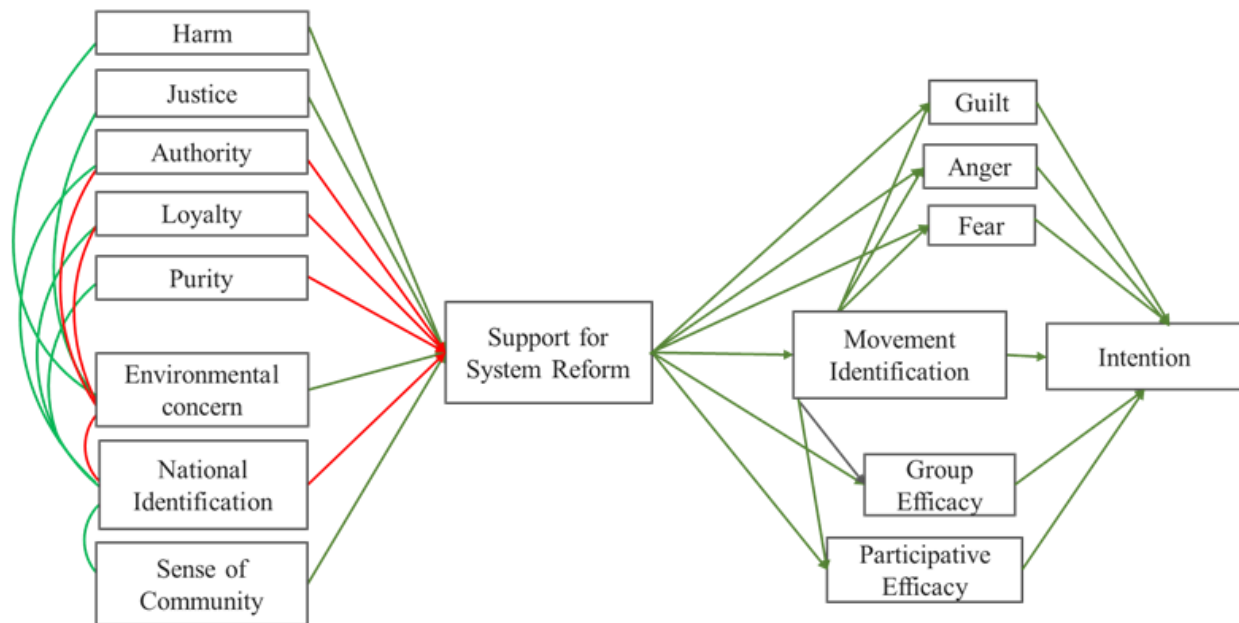 Harm
Justice
Authority
Loyalty
Purity
Environmental
concern
National
Identification
Sense of
Community
Support for
System Reform
Guilt
Anger
Fear
Movement
Identification
Group
Efficacy
Participative
Efficacy
Intention